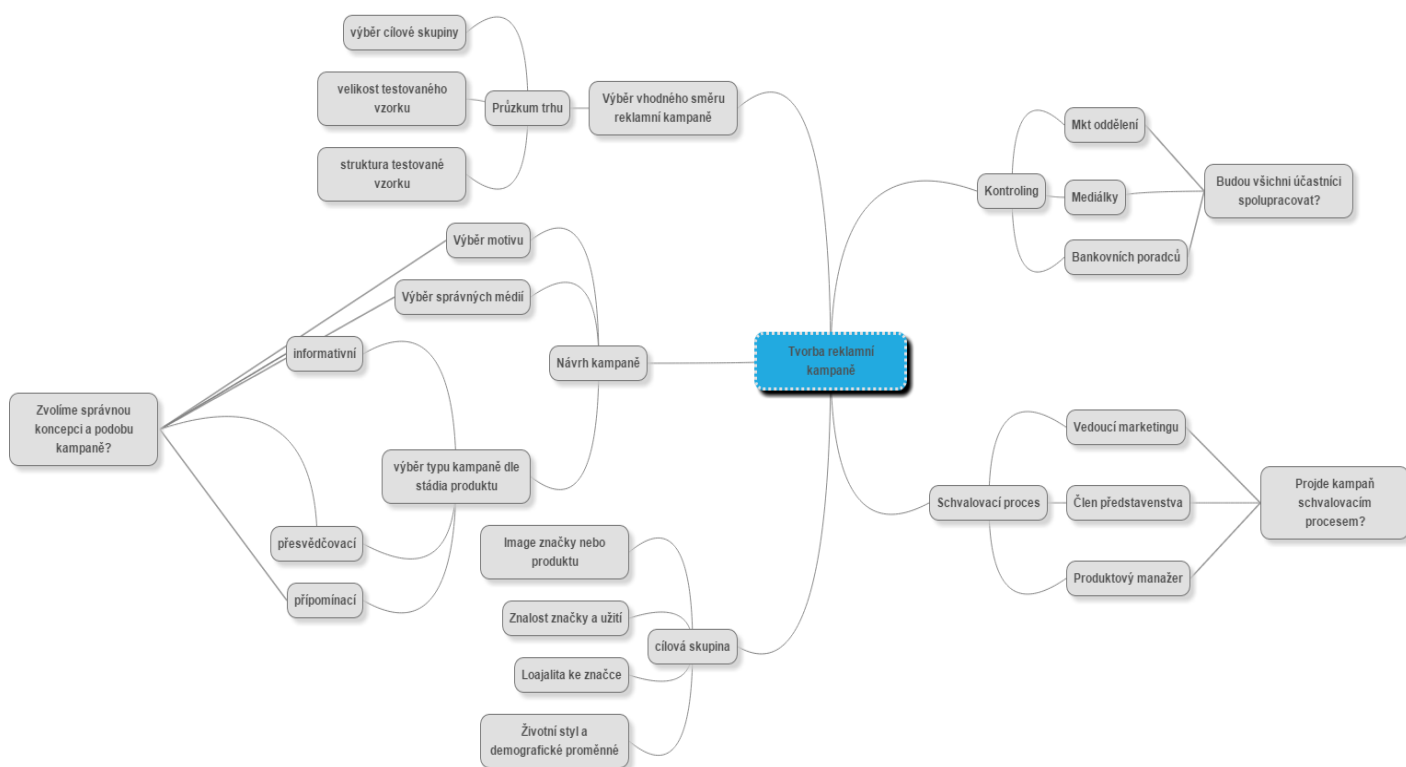 výběr cílové skupiny
velikost testovaného
vzorku
struktura testované
vzorku
Průzkum trhu
Výběr vhodného směru
reklamní kampaně
Výběr motivu
Výběr správných médií
informativní
Návrh kampaně
Zvolíme správnou
koncepci a podobu
kampaně?
výběr typu kampaně dle
stádia produktu
přesvědčovací
přípomínací
Image značky nebo
produktu
Znalost značky a užití
cílová skupina
Loajalita ke značce
Životní styl a
demografické proměnné
Tvorba reklamní
kampaně
Mkt oddělení
Kontroling
Mediálky
Bankovních poradců
Budou všichni účastníci
spolupracovat?
Vedoucí marketingu
Schvalovací proces
Člen představenstva
Produktový manažer
Projde kampaň
schvalovacím
procesem?